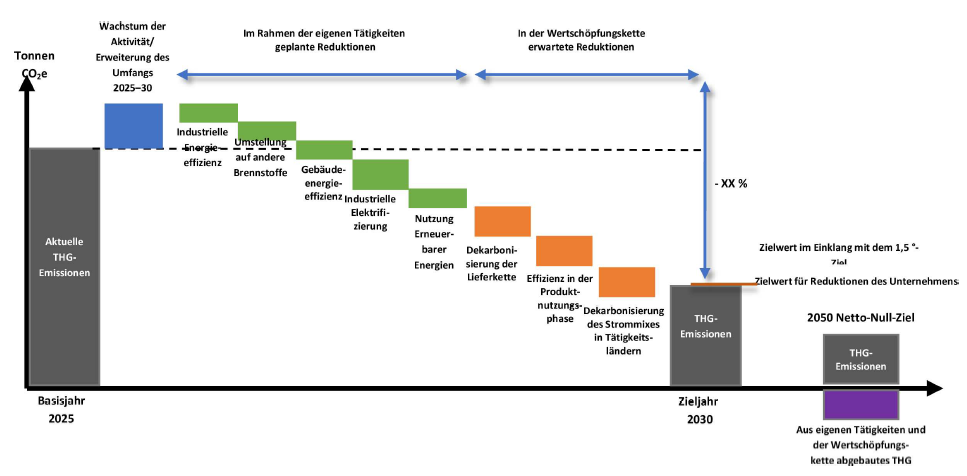 Tonnen
CO₂e
Wachstum der
Aktivität/
Erweiterung des
Umfangs
2025–30
Im Rahmen der eigenen Tätigkeiten
geplante Reduktionen
In der Wertschöpfungskette
erwartete Reduktionen
Industrielle
Energie-
effizienz
Umstellung
auf andere
Brennstoffe
Gebäude-
energie-
effizienz
Industrielle
Elektrifi-
zierung
Nutzung
Erneuer-
barer
Energien
Dekarboni-
sierung der
Lieferkette
Effizienz in der
Produkt-
nutzungs-
phase
Dekarbonisierung
des Strommixes
in Tätigkeits-
ländern
- XX %
Aktuelle
THG-
Emissionen
THG-
Emissionen
Zielwert im Einklang mit dem 1,5 °-
Ziel
Zielwert für Reduktionen des Unternehmens
2050 Netto-Null-Ziel
THG-
Emissionen
Basisjahr
2025
Zieljahr
2030
Aus eigenen Tätigkeiten und
der Wertschöpfungs-
kette abgebautes THG